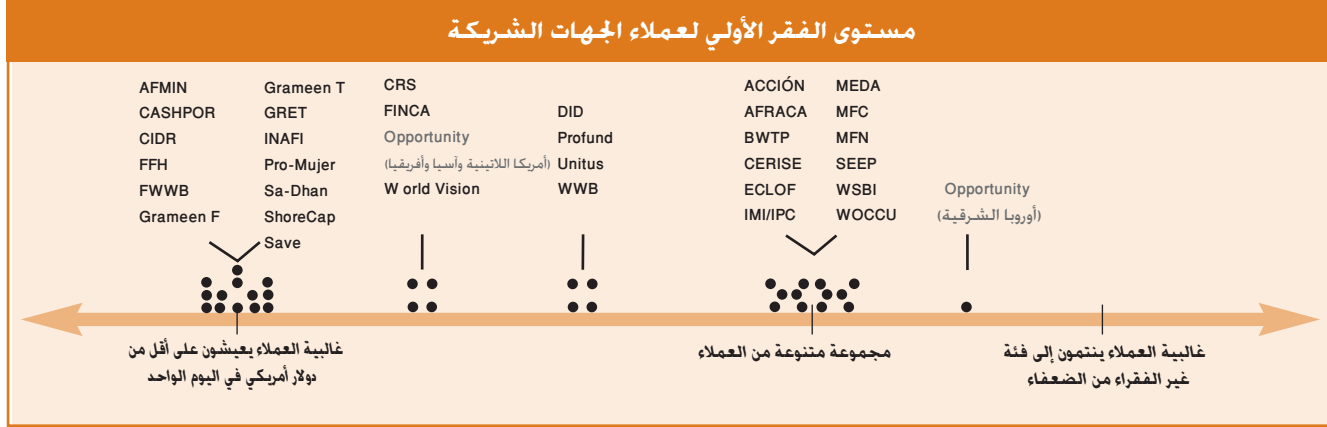 مستوى الفقر الأولي لعملاء الجهات الشريكة
AFMIN
CASHPOR
CIDR
FFH
FWWB
Grameen F
Grameen T
GRET
INAFI
Pro-Mujer
Sa-Dhan
ShoreCap
Save
CRS
FINCA
Opportunity
(أمريكا اللاتينية وآسيا وأفريقيا)
W orld Vision
DID
Profund
Unitus
WWB
ACCIÓN
AFRACA
BWTP
CERISE
ECLOF
IMI/IPC
MEDA
MFC
MFN
SEEP
WSBI
WOCCU
Opportunity
(أوروبا الشرقية)
غالبية العملاء يعيشون على أقل من
دولار أمريكي في اليوم الواحد
مجموعة متنوعة من العملاء
غالبية العملاء ينتمون إلى فئة
غير الفقراء من الضعفاء